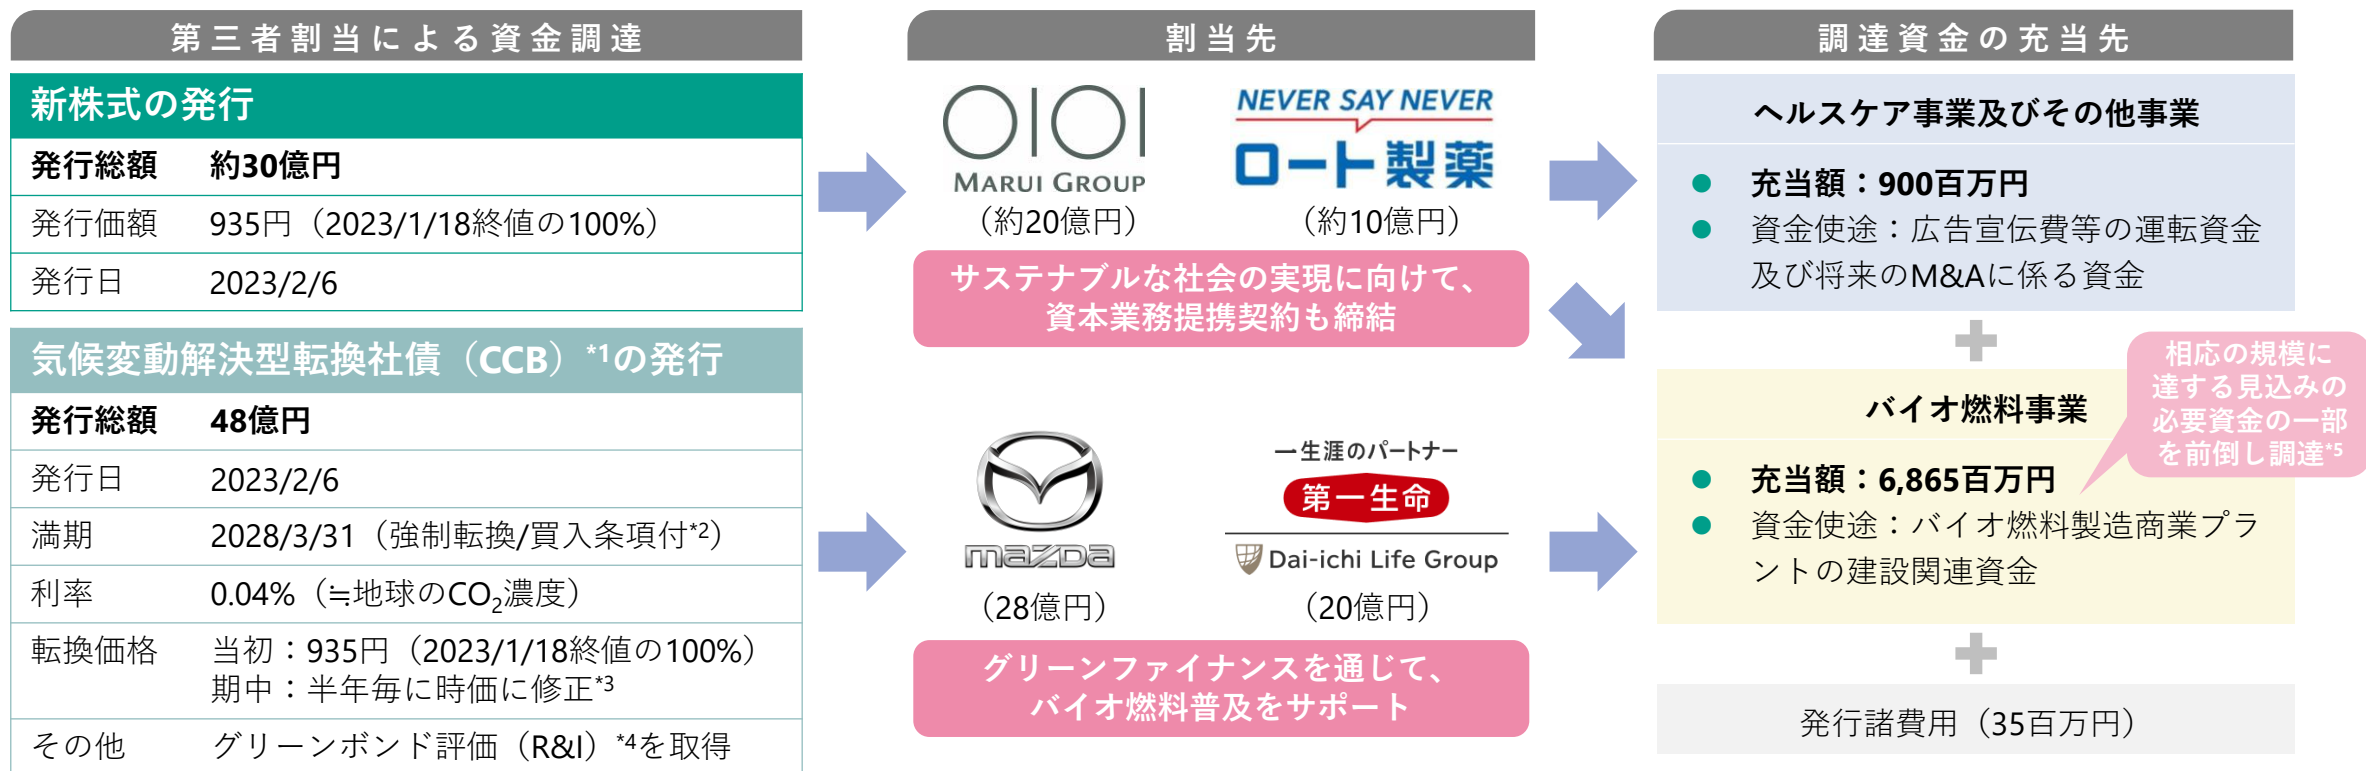 第三者割当による資金調達
新株式の発行
発行総額 約30億円
発行価額 935円（2023/1/18終値の100%）
発行日 2023/2/6
気候変動解決型転換社債（CCB）*1の発行
発行総額 48億円
発行日 2023/2/6
満期 2028/3/31（強制転換/買入条項付*2）
利率 0.04%（≒地球のCO₂濃度）
転換価格 当初：935円（2023/1/18終値の100%）
期中：半年毎に時価に修正*3
その他 グリーンボンド評価（R&I）*4を取得
割当先
OIOI
MARUI GROUP
（約20億円）
NEVER SAY NEVER
ロート製薬
（約10億円）
サステナブルな社会の実現に向けて、
資本業務提携契約も締結
mazda
（28億円）
一生涯のパートナー
第一生命
Dai-ichi Life Group
（20億円）
グリーンファイナンスを通じて、
バイオ燃料普及をサポート
調達資金の充当先
ヘルスケア事業及びその他事業
● 充当額：900百万円
● 資金使途：広告宣伝費等の運転資金
及び将来のM&Aに係る資金
バイオ燃料事業
相応の規模に
達する見込みの
必要資金の一部
を前倒し調達*5
● 充当額：6,865百万円
● 資金使途：バイオ燃料製造商業プラ
ントの建設関連資金
発行諸費用（35百万円）